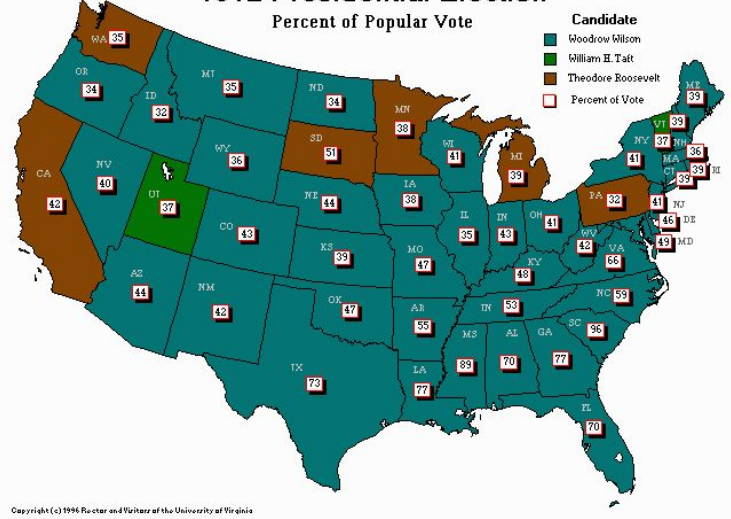 1912 Presidential Election
Percent of Popular Vote
Candidate
Woodrow Wilson
William H. Taft
Theodore Roosevelt
Percent of Vote
WA 35
OR
34
ID
32
MT
35
ND
34
MN
38
WI
41
MI
39
ME
39
VT 39
NH
37
36
MA
39
RI
CT
39
NY
41
CA
42
NV
40
UT
37
WY
36
SD
51
NE
44
IA
38
IL
35
IN
43
OH
41
PA 32
NJ
41
DE
46
MD
49
CO
43
KS
39
MO
47
KY
48
WV
42
VA
66
AZ
44
NM
42
OK
47
AR
55
TN
53
NC 59
SC
96
TX
73
LA
77
MS
89
AL
70
GA
77
FL
70
Copyright (c) 1996 Rector and Visitors of the University of Virginia